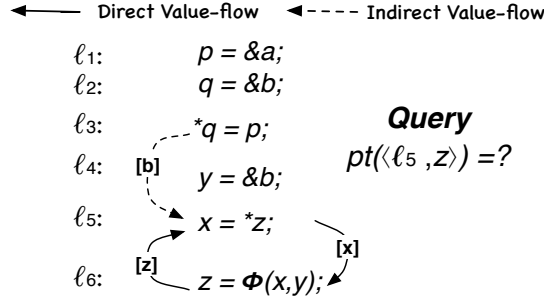 Direct Value-flow Indirect Value-flow
ℓ1: p = &a;
ℓ2: q = &b;
ℓ3: *q = p;
Query
ℓ4: [b] y = &b;
pt(⟨ℓ5 ,z⟩) =?
ℓ5: x = *z;
[x]
[z]
ℓ6: z = Φ(x,y);